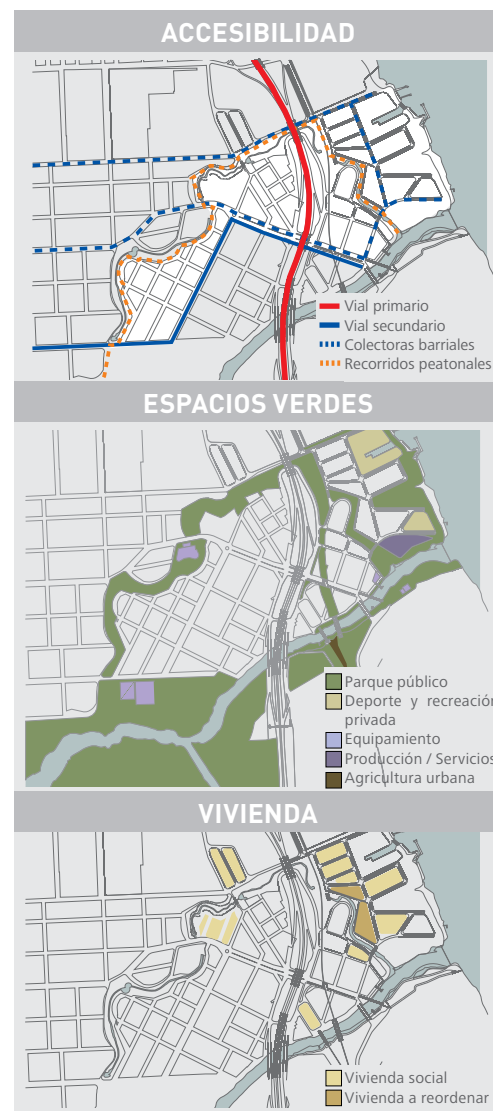 ACCESIBILIDAD
Vial primario
Vial secundario
Colectoras barriales
Recorridos peatonales
ESPACIOS VERDES
Parque público
Deporte y recreación
privada
Equipamiento
Producción / Servicios
Agricultura urbana
VIVIENDA
Vivienda social
Vivienda a reordenar